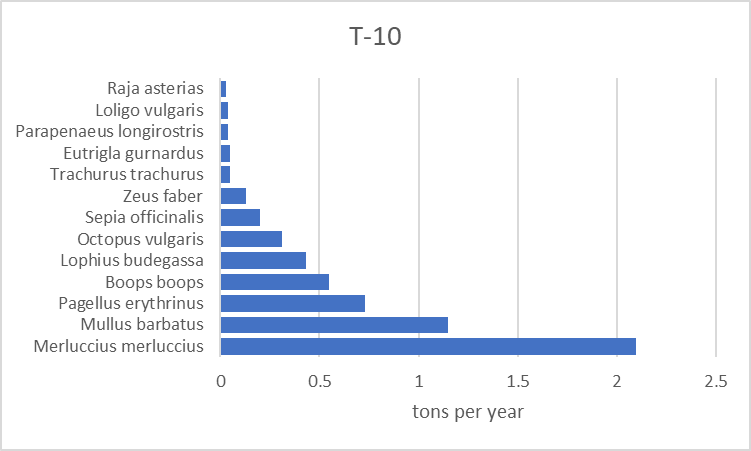 T-10
Raja asterias
Loligo vulgaris
Parapenaeus longirostris
Eutrigla gurnardus
Trachurus trachurus
Zeus faber
Sepia officinalis
Octopus vulgaris
Lophius budegassa
Boops boops
Pagellus erythrinus
Mullus barbatus
Merluccius merluccius
0 0.5 1 1.5 2 2.5
tons per year